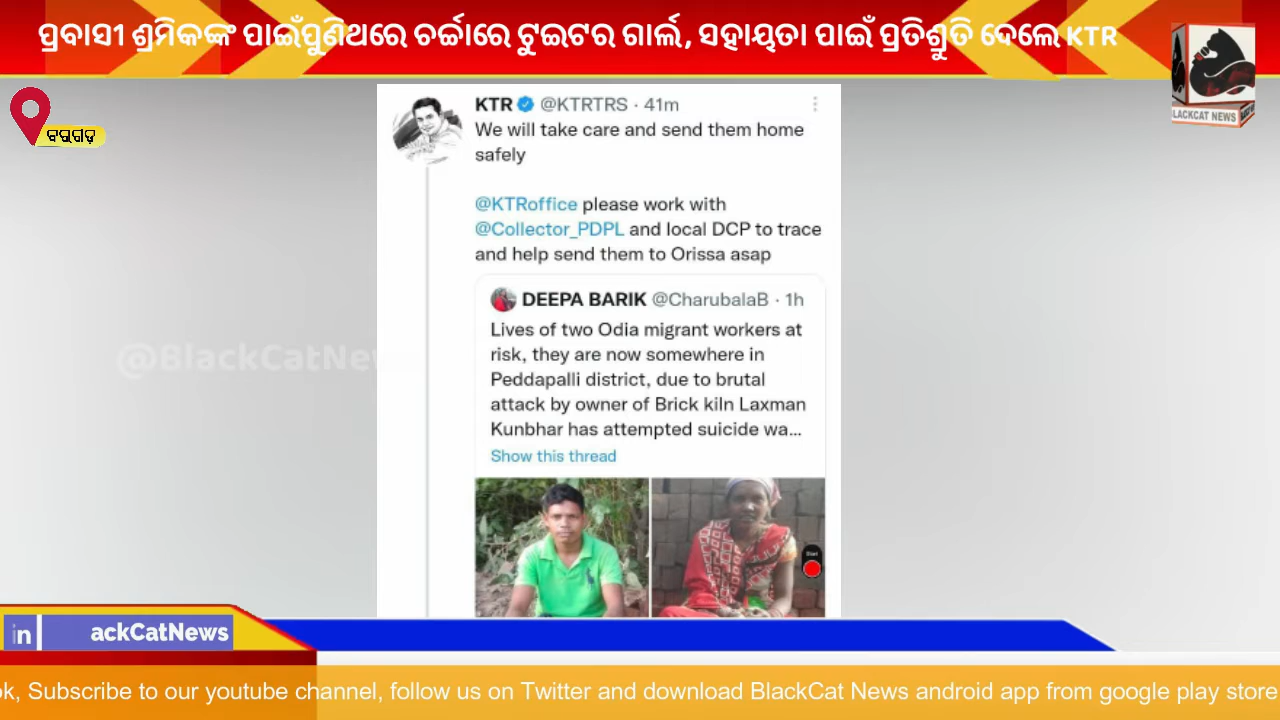 ପ୍ରବାସୀ ଶ୍ରମିକଙ୍କ ପାଇଁପୁଣିଥରେ ଚର୍ଚ୍ଚାରେ ଟୁଇଟର ଗାର୍ଲ, ସହାୟତା ପାଇଁ ପ୍ରତିଶ୍ରୁତି ଦେଲେ KTR
LACKCAT NEWS
ବରଗଡ଼
KTR @KTRTRS · 41m
We will take care and send them home
safely
@KTRoffice please work with
@Collector_PDPL and local DCP to trace
and help send them to Orissa asap
DEEPA BARIK @CharubalaB · 1h
Lives of two Odia migrant workers at
risk, they are now somewhere in
Peddapalli district, due to brutal
attack by owner of Brick kiln Laxman
Kunbhar has attempted suicide wa...
Show this thread
@BlackCatNew
in ackCatNews
ok, Subscribe to our youtube channel, follow us on Twitter and download BlackCat News android app from google play store